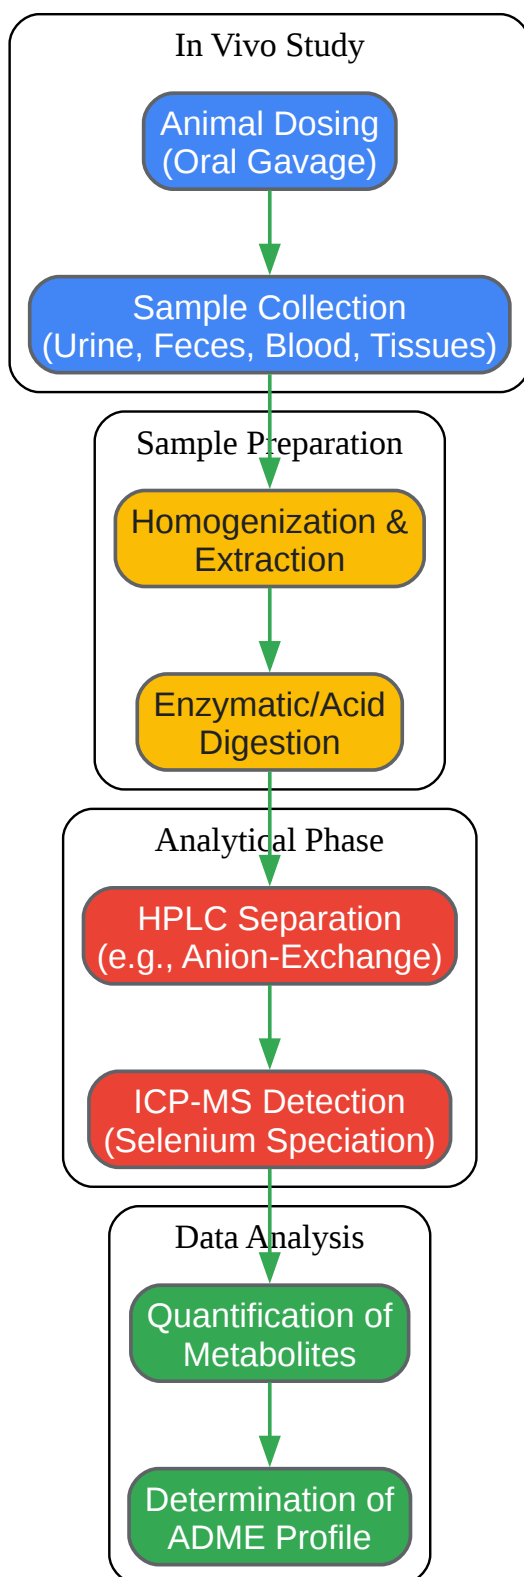 In Vivo Study
Animal Dosing
(Oral Gavage)
Sample Collection
(Urine, Feces, Blood, Tissues)
Sample Preparation
Homogenization &
Extraction
Enzymatic/Acid
Digestion
Analytical Phase
HPLC Separation
(e.g., Anion-Exchange)
ICP-MS Detection
(Selenium Speciation)
Data Analysis
Quantification of
Metabolites
Determination of
ADME Profile